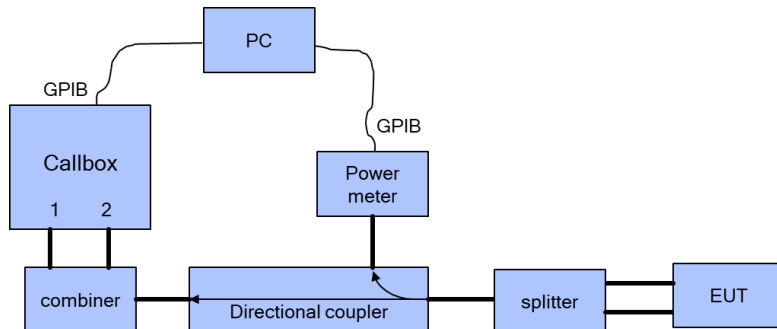 PC
GPIB
GPIB
Callbox
1 2
Power
meter
combiner
Directional coupler
splitter
EUT